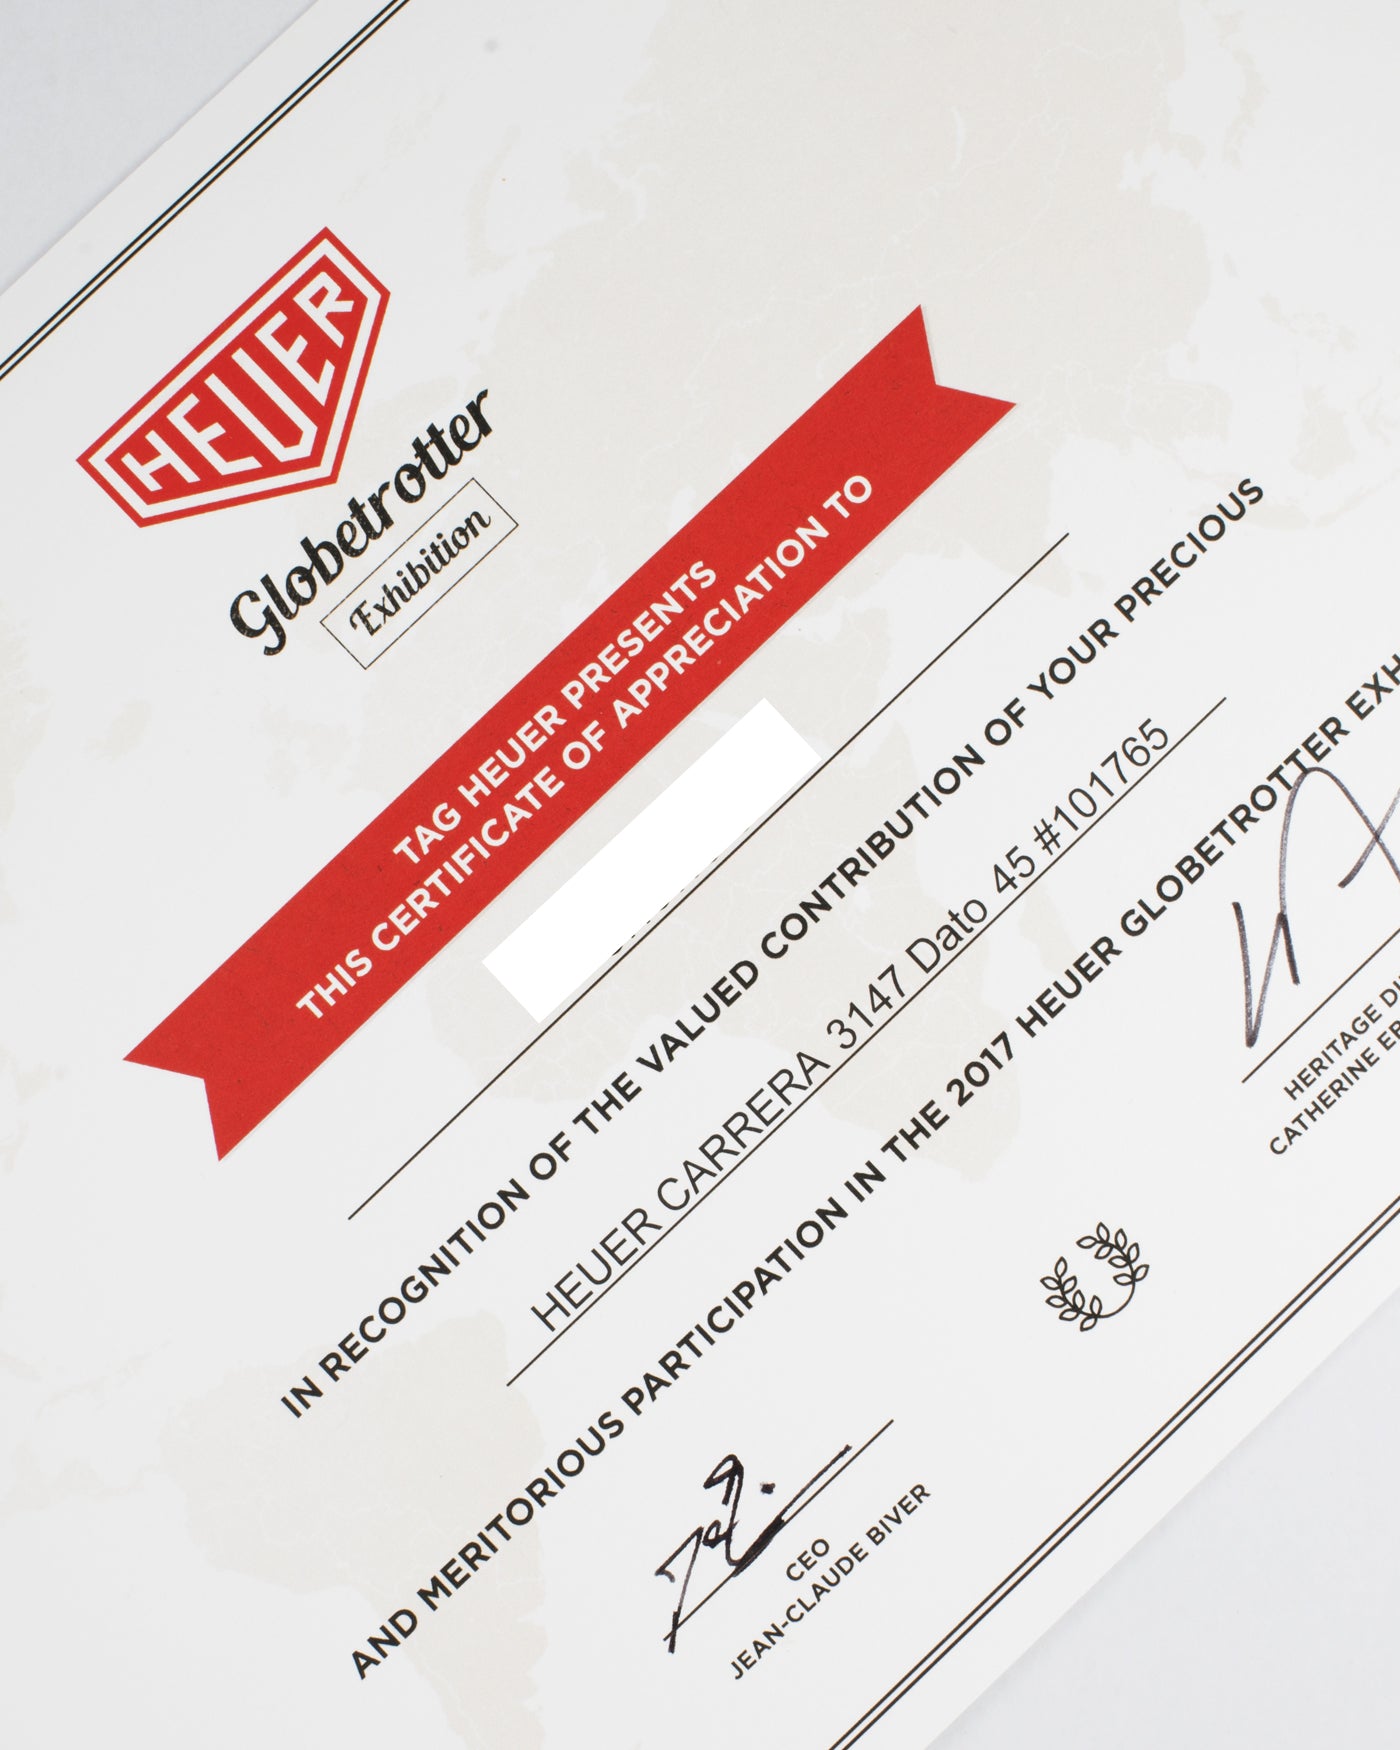 HEUER
Globetrotter
Exhibition
TAG HEUER PRESENTS
THIS CERTIFICATE OF APPRECIATION TO
IN RECOGNITION OF THE VALUED CONTRIBUTION OF YOUR PRECIOUS
HEUER CARRERA 3147 Dato 45 #101765
AND MERITORIOUS PARTICIPATION IN THE 2017 HEUER GLOBETROTTER EXH
CEO
JEAN-CLAUDE BIVER
HERITAGE DI
CATHERINE